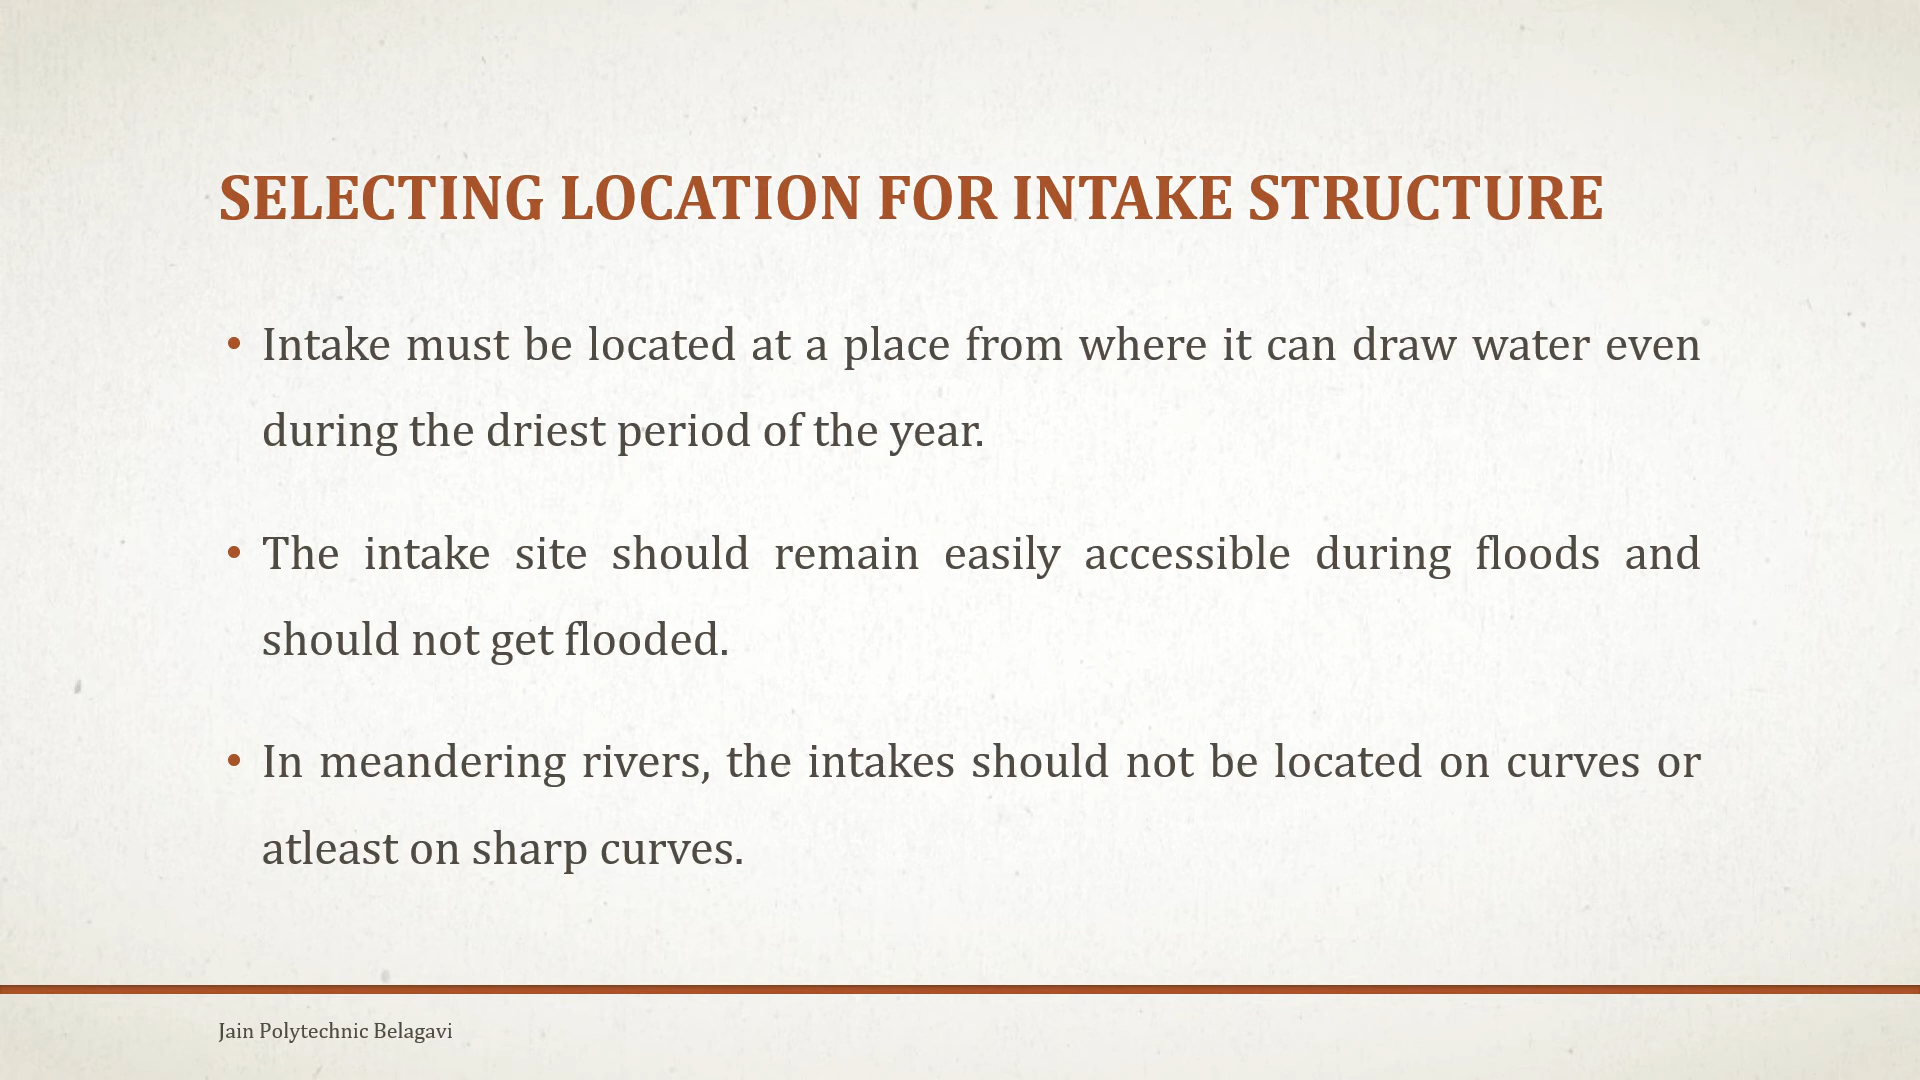 SELECTING LOCATION FOR INTAKE STRUCTURE
• Intake must be located at a place from where it can draw water even
during the driest period of the year.
• The intake site should remain easily accessible during floods and
should not get flooded.
• In meandering rivers, the intakes should not be located on curves or
atleast on sharp curves.
Jain Polytechnic Belagavi